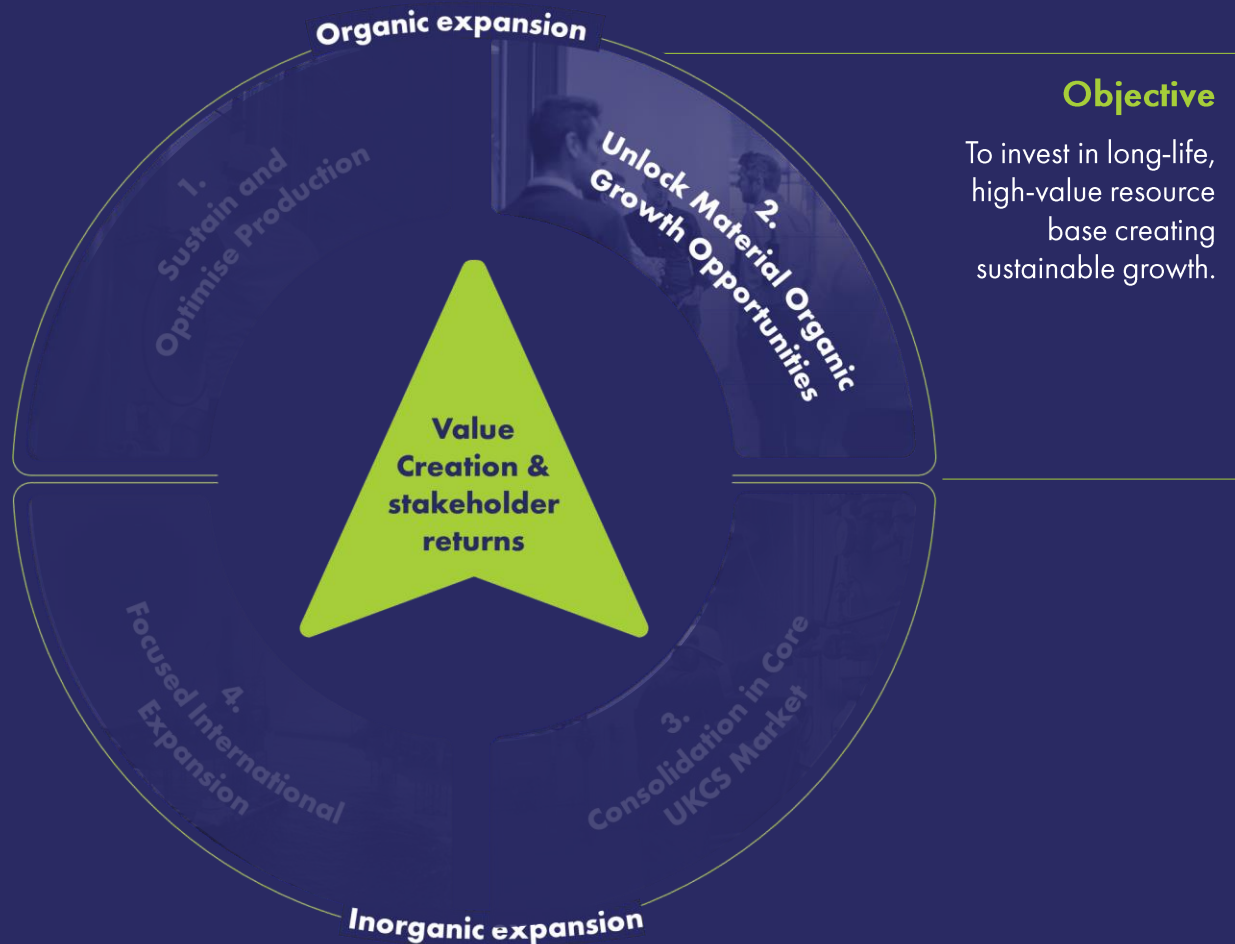 Organic expansion
1.
Sustain and
Optimise Production
2.
Unlock Material Organic
Growth Opportunities
Objective
To invest in long-life,
high-value resource
base creating
sustainable growth.
Value
Creation &
stakeholder
returns
4.
Focused International
Expansion
3.
Consolidation in Core
UKCS Market
Inorganic expansion